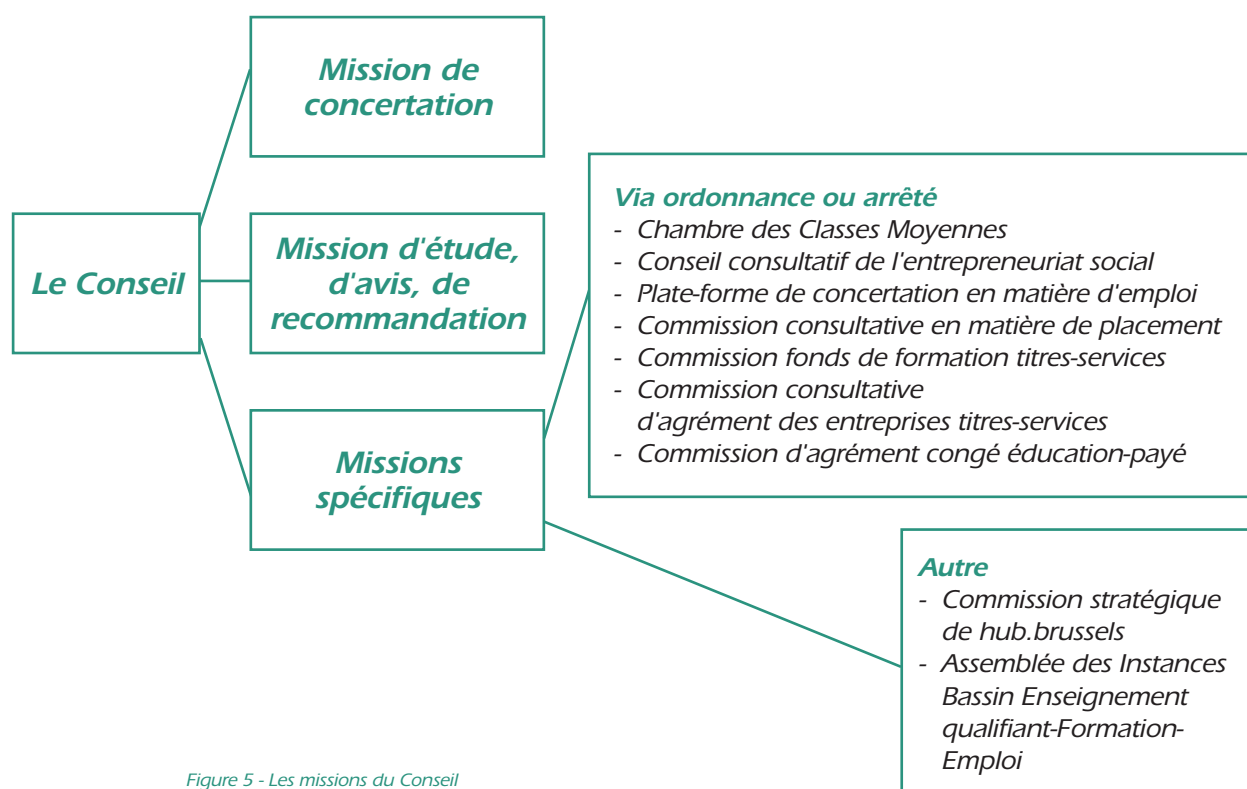 Mission de
concertation
Le Conseil
Mission d'étude,
d'avis, de
recommandation
Missions
spécifiques
Via ordonnance ou arrêté
- Chambre des Classes Moyennes
- Conseil consultatif de l'entrepreneuriat social
- Plate-forme de concertation en matière d'emploi
- Commission consultative en matière de placement
- Commission fonds de formation titres-services
- Commission consultative
d'agrément des entreprises titres-services
- Commission d'agrément congé éducation-payé
Autre
- Commission stratégique
de hub.brussels
- Assemblée des Instances
Bassin Enseignement
qualifiant-Formation-
Emploi
Figure 5 - Les missions du Conseil